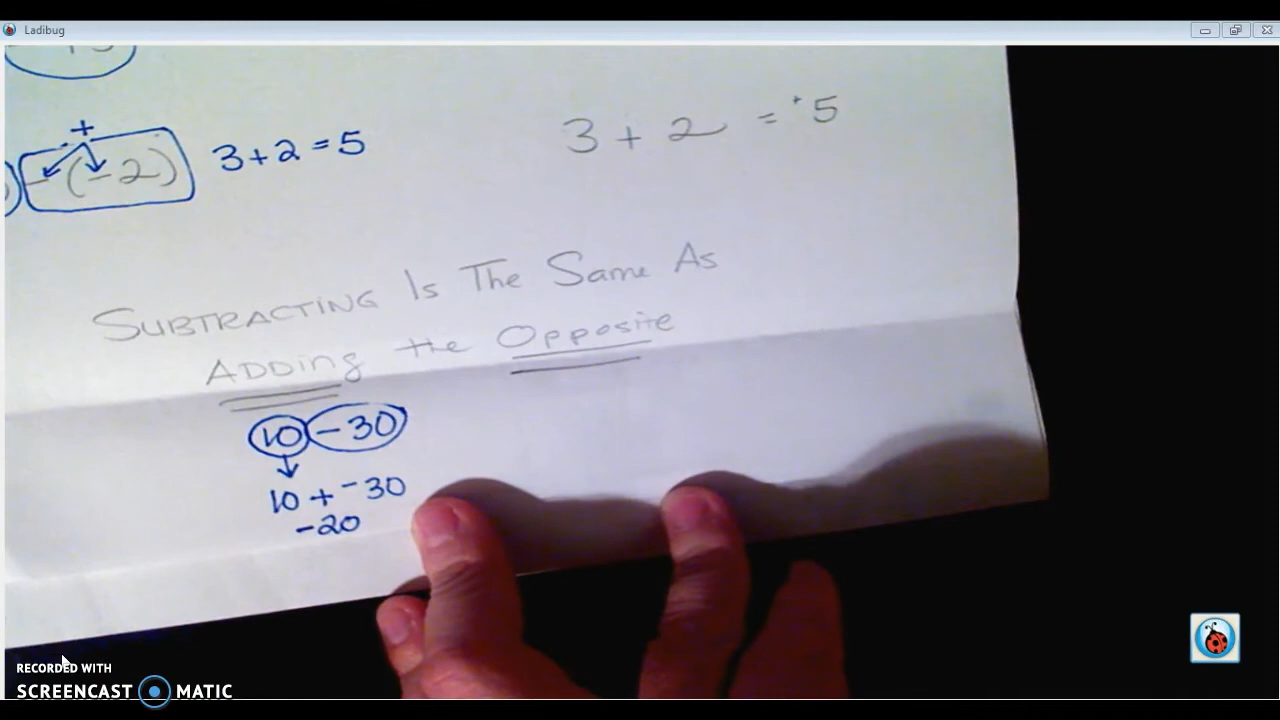 Ladibug
+
-(-2) 3+2=5
3 + 2 = +5
SUBTRACTING Is The Same As
ADDing the Opposite
10 -30
10 + -30
-20
RECORDED WITH
SCREENCAST MATIC